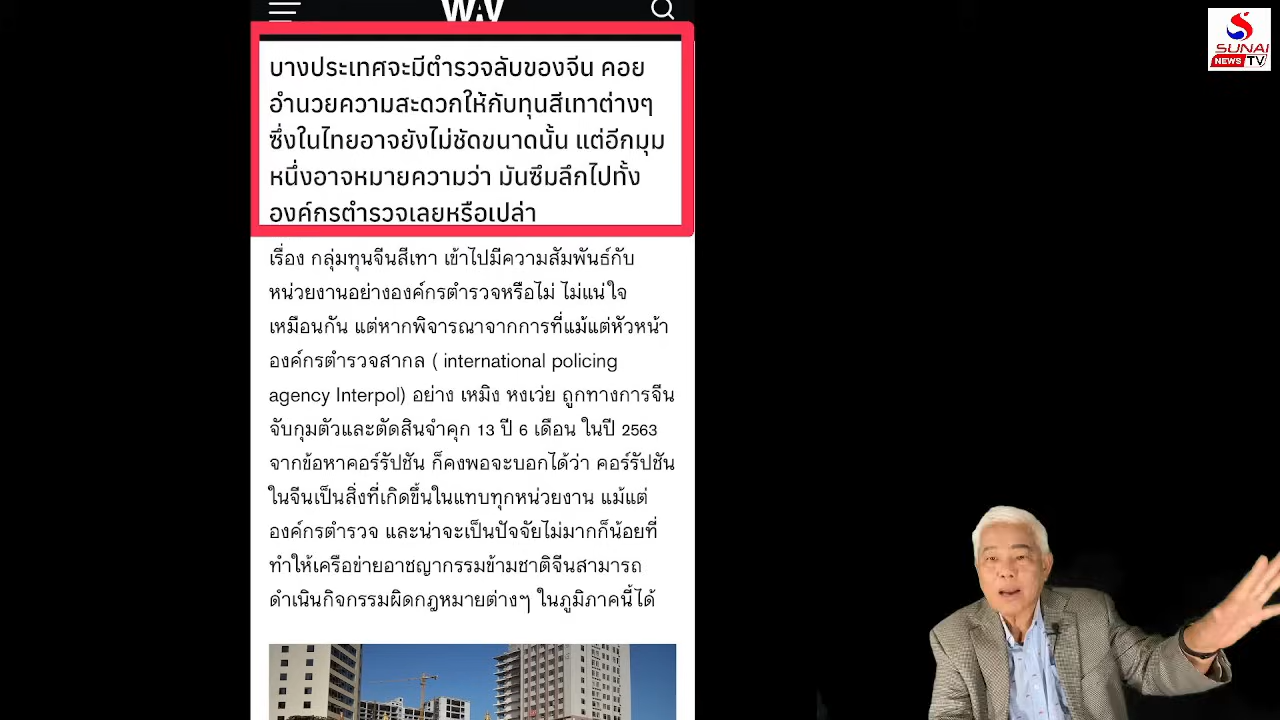 WAY
SUNAI
NEWS TV
บางประเทศจะมีตำรวจลับของจีน คอย
อำนวยความสะดวกให้กับทุนสีเทาต่างๆ
ซึ่งในไทยอาจยังไม่ชัดขนาดนั้น แต่อีกมุม
หนึ่งอาจหมายความว่า มันซึมลึกไปทั้ง
องค์กรตำรวจเลยหรือเปล่า
เรื่อง กลุ่มทุนจีนสีเทา เข้าไปมีความสัมพันธ์กับ
หน่วยงานอย่างองค์กรตำรวจหรือไม่ ไม่แน่ใจ
เหมือนกัน แต่หากพิจารณาจากการที่แม้แต่หัวหน้า
องค์กรตำรวจสากล ( international policing
agency Interpol) อย่าง เหมิง หงเว่ย ถูกทางการจีน
จับกุมตัวและตัดสินจำคุก 13 ปี 6 เดือน ในปี 2563
จากข้อหาคอร์รัปชัน ก็คงพอจะบอกได้ว่า คอร์รัปชัน
ในจีนเป็นสิ่งที่เกิดขึ้นในแทบทุกหน่วยงาน แม้แต่
องค์กรตำรวจ และน่าจะเป็นปัจจัยไม่มากก็น้อยที่
ทำให้เครือข่ายอาชญากรรมข้ามชาติจีนสามารถ
ดำเนินกิจกรรมผิดกฎหมายต่างๆ ในภูมิภาคนี้ได้